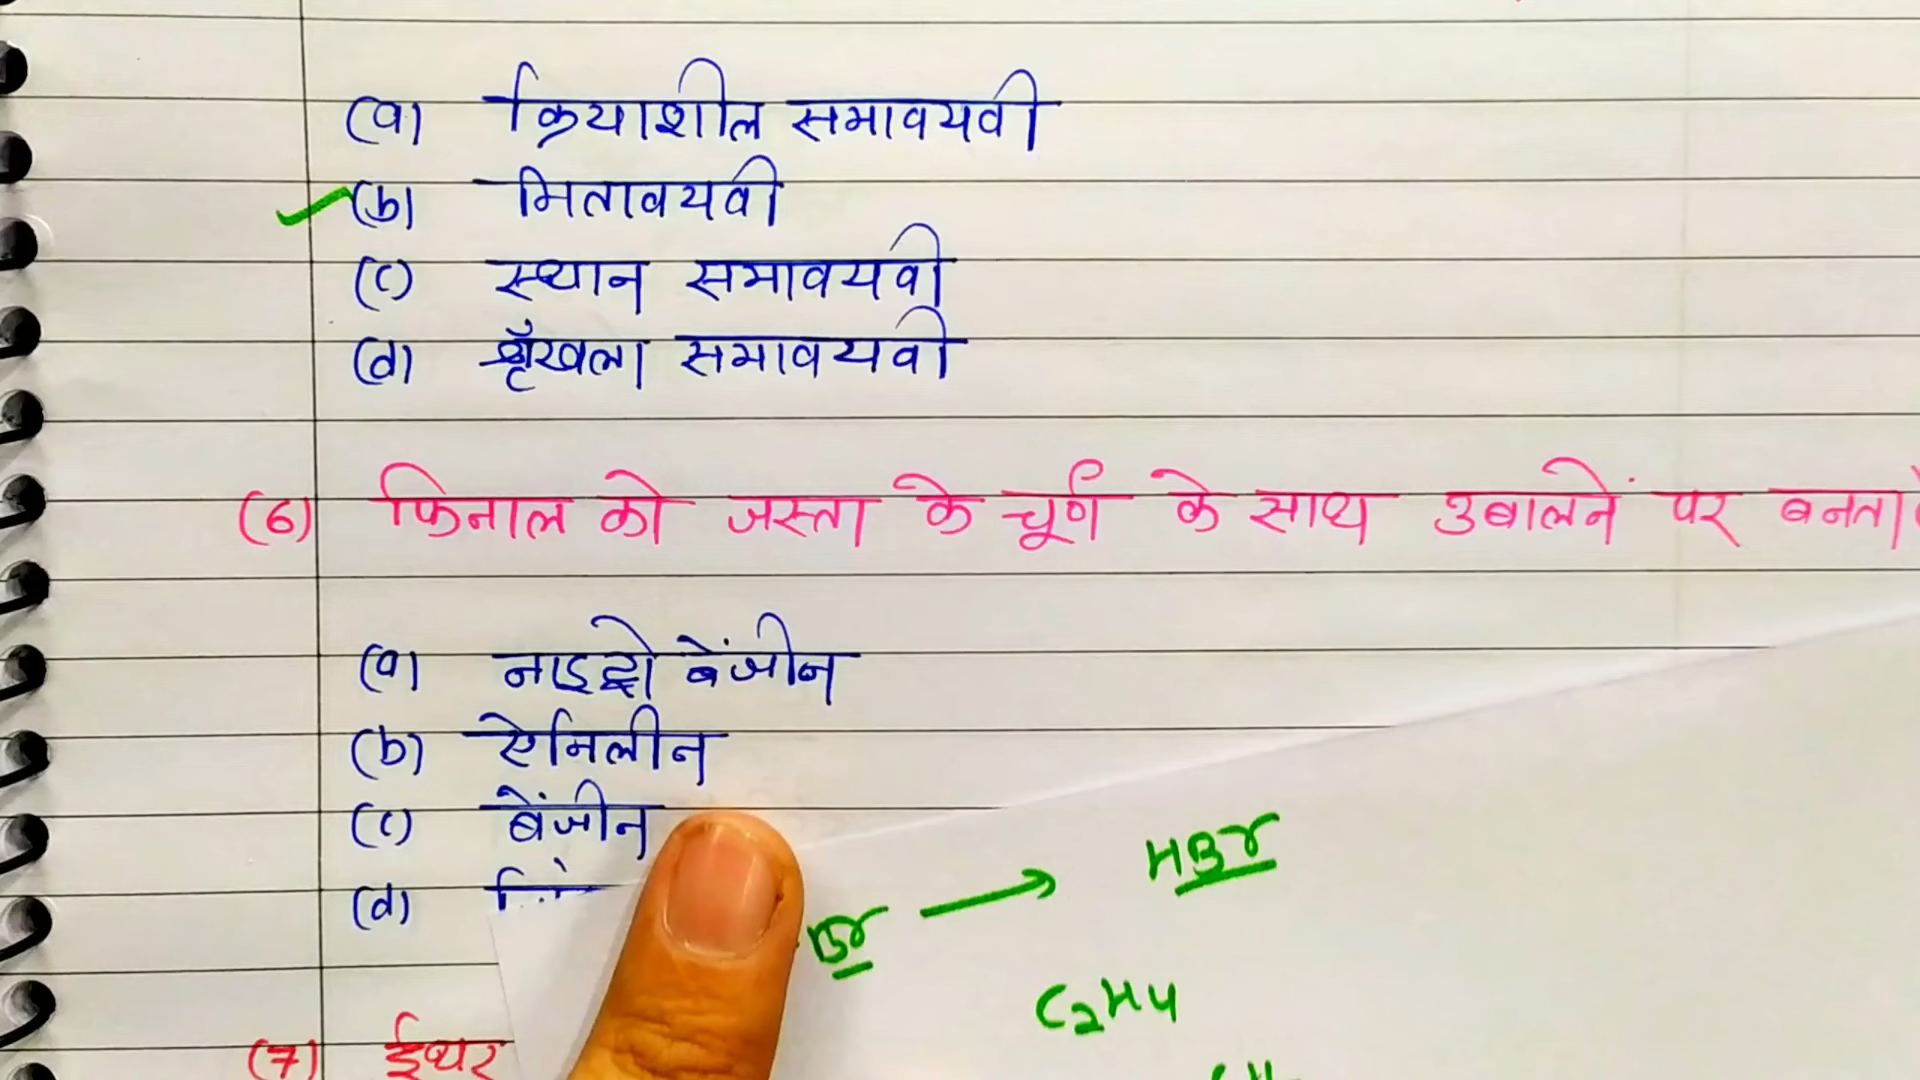 (a) क्रियाशील समावयवी
(b) मितावयवी
(c) स्थान समावयवी
(d) श्रृँखला समावयवी
(6) फिनाल को जस्ता के चूर्ण के साथ उबालनें पर बनता
(a) नाइट्रो बेंजीन
(b) ऐनिलीन
(c) बेंजीन
(d)
Br → HBr
C2H4
(7) ईथर